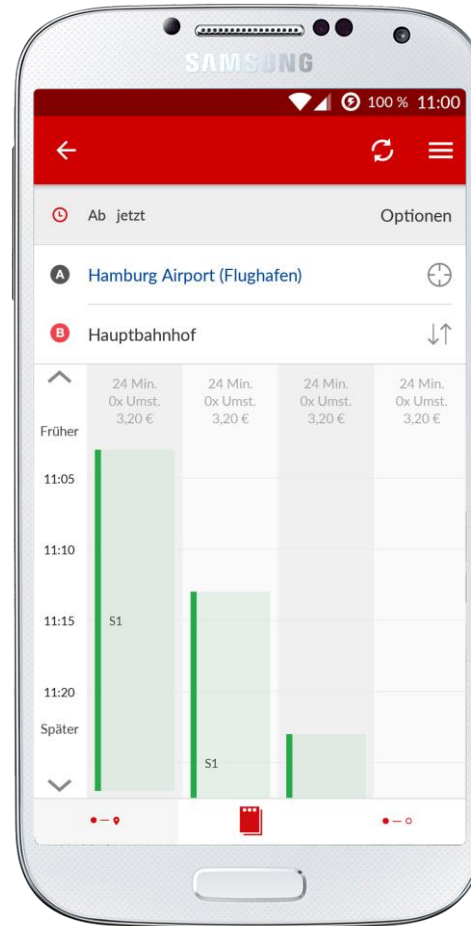 SAMSUNG
100 % 11:00
Ab jetzt Optionen
A Hamburg Airport (Flughafen)
B Hauptbahnhof
24 Min. 24 Min. 24 Min. 24 Min.
0x Umst. 0x Umst. 0x Umst. 0x Umst.
3,20 € 3,20 € 3,20 € 3,20 €
Früher
11:05
11:10
11:15 S1
11:20
Später
S1